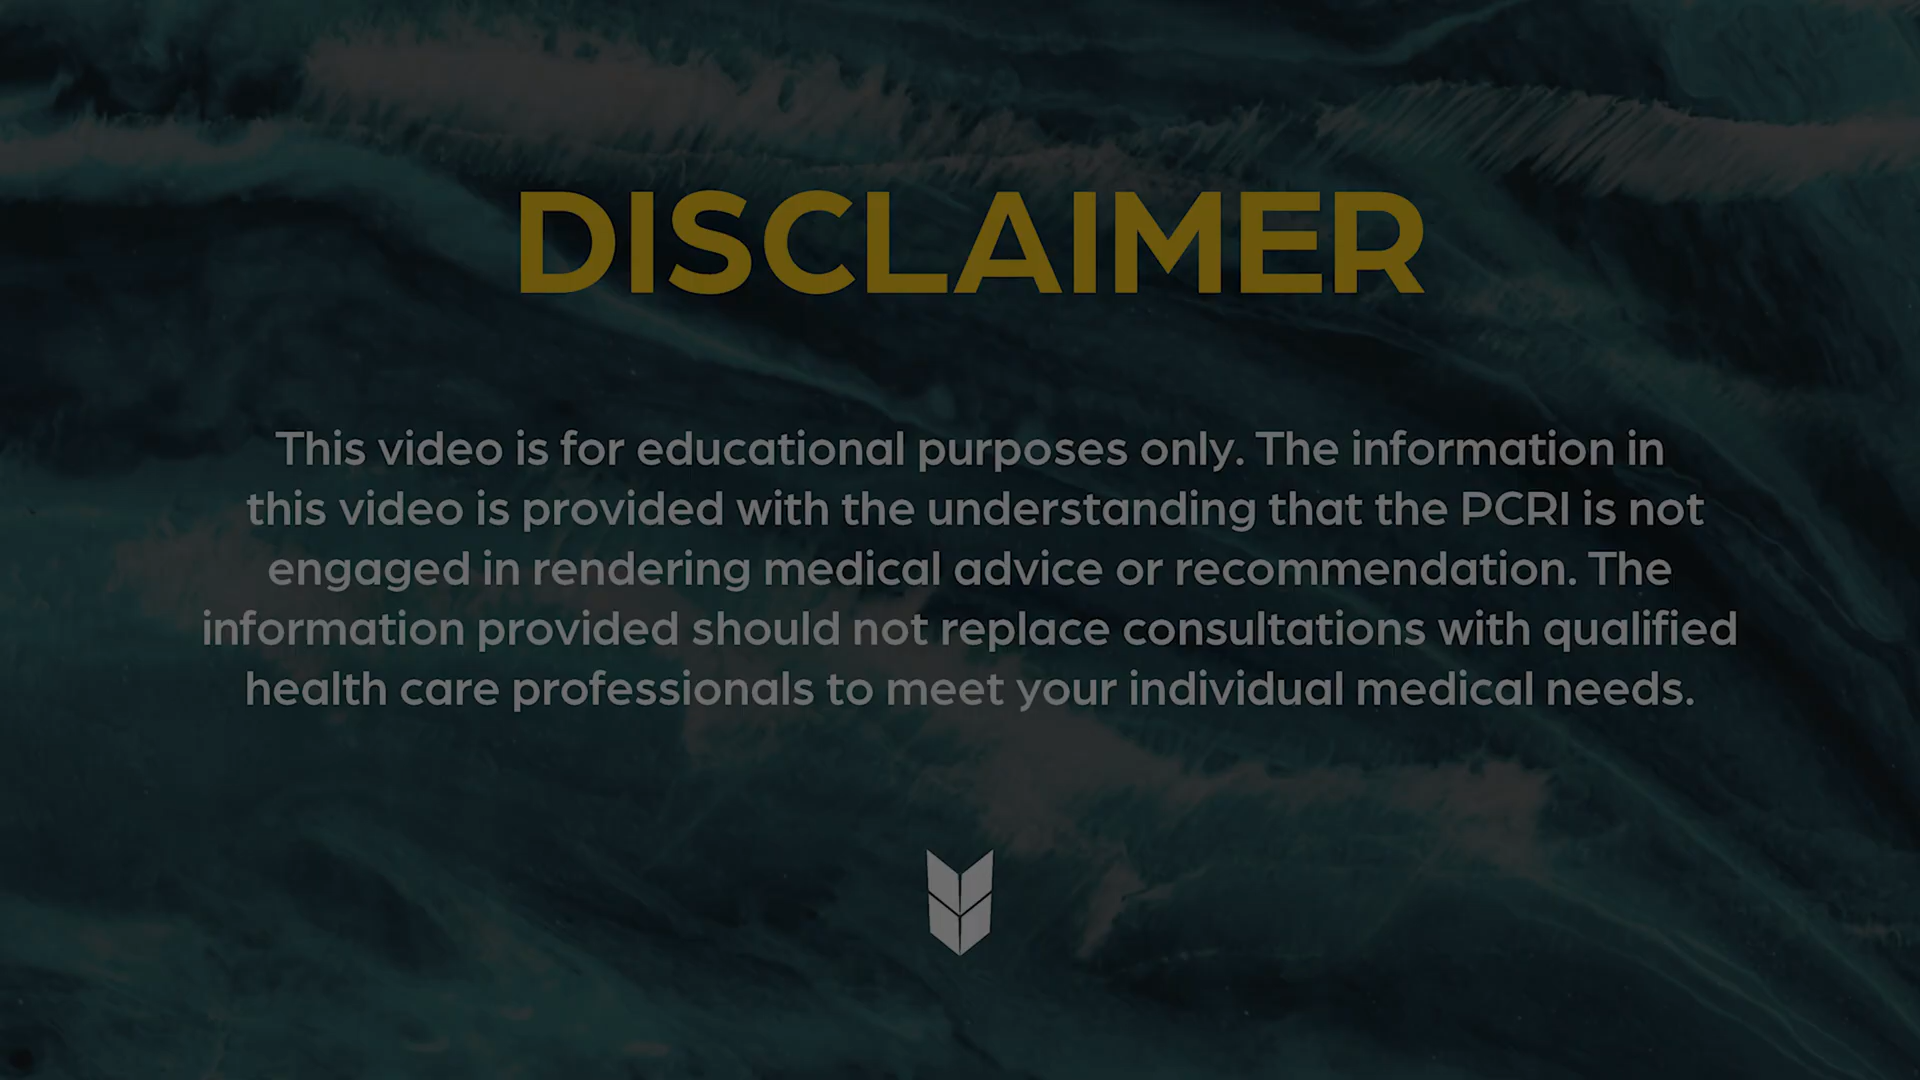 DISCLAIMER
This video is for educational purposes only. The information in
this video is provided with the understanding that the PCRI is not
engaged in rendering medical advice or recommendation. The
information provided should not replace consultations with qualified
health care professionals to meet your individual medical needs.